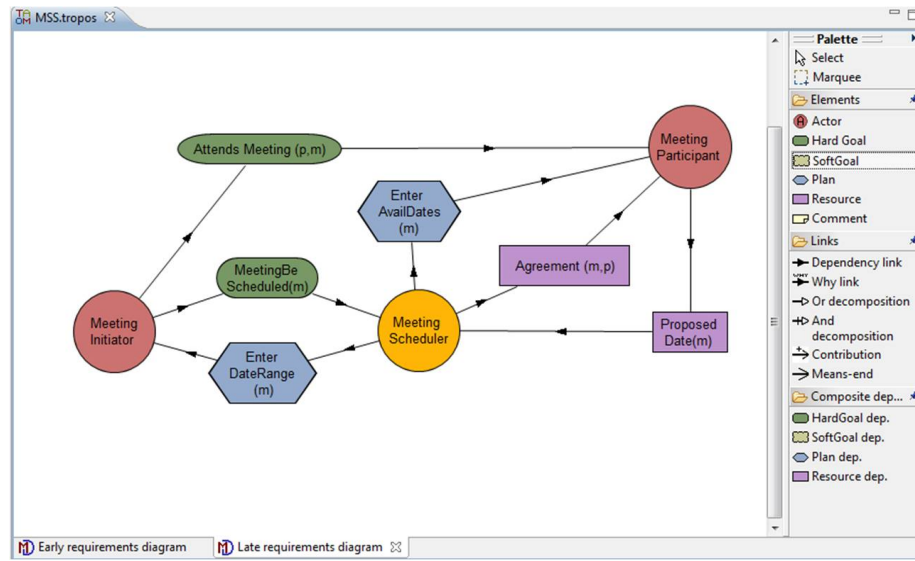 MSS.tropos
Attends Meeting (p,m)
Meeting
Participant
Enter
AvailDates
(m)
MeetingBe
Scheduled(m)
Agreement (m,p)
Meeting
Initiator
Meeting
Scheduler
Proposed
Date(m)
Enter
DateRange
(m)
Palette
Select
Marquee
Elements
Actor
Hard Goal
SoftGoal
Plan
Resource
Comment
Links
Dependency link
Why link
Or decomposition
And
decomposition
Contribution
Means-end
Composite dep...
HardGoal dep.
SoftGoal dep.
Plan dep.
Resource dep.
Early requirements diagram
Late requirements diagram